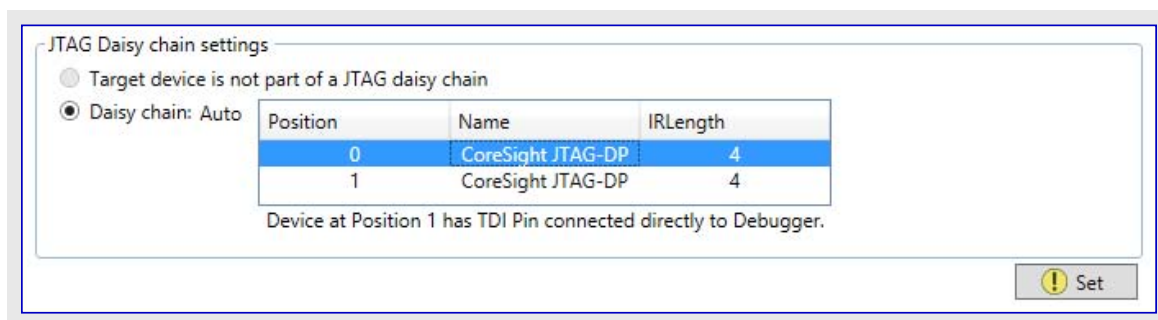 JTAG Daisy chain settings
Target device is not part of a JTAG daisy chain
Daisy chain: Auto
Position Name IRLength
0 CoreSight JTAG-DP 4
1 CoreSight JTAG-DP 4
Device at Position 1 has TDI Pin connected directly to Debugger.
Set